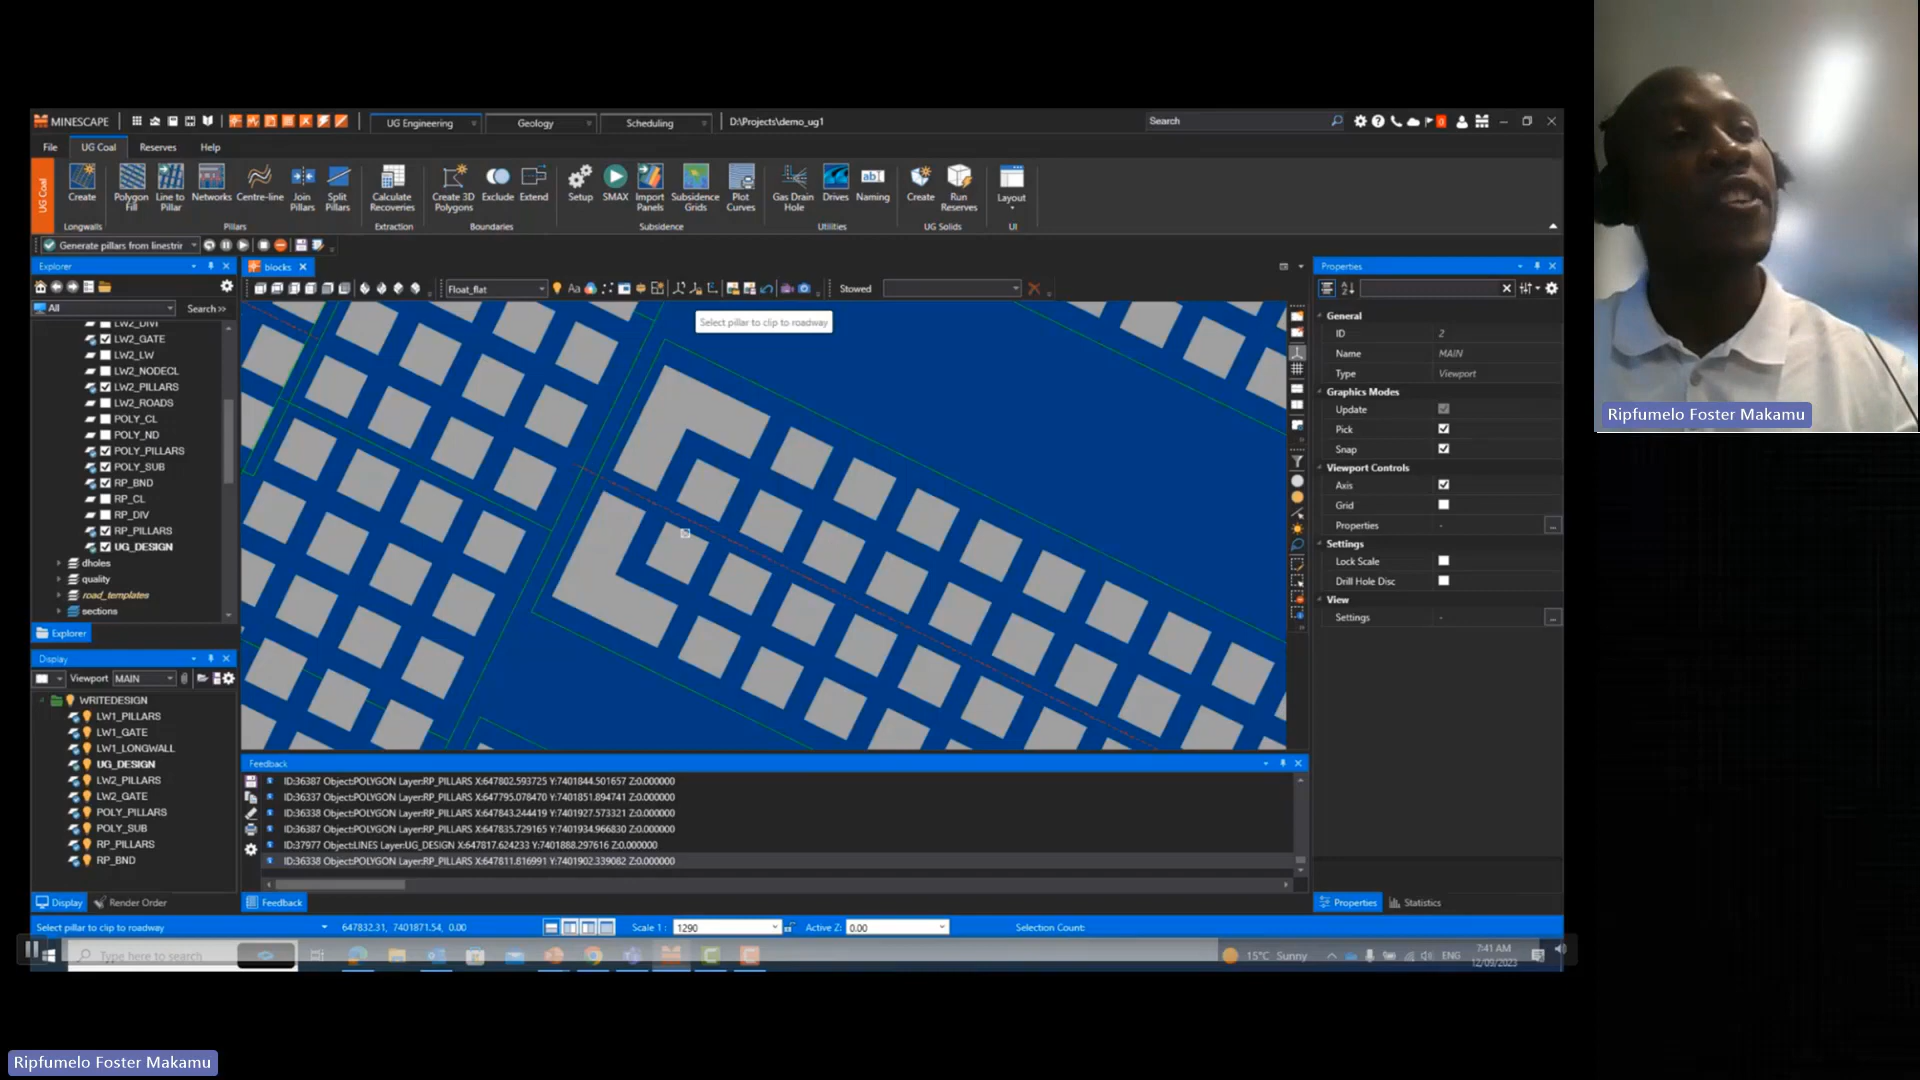 MINESCAPE
UG Engineering
Geology
Scheduling
D:\Projects\demo_ug1
Search
File
UG Coal
Reserves
Help
UG Coal
Create
Polygon Fill
Line to Pillar
Networks
Centre-line
Join Pillars
Split Pillars
Calculate Recoveries
Create 3D Polygons
Exclude
Extend
Setup
SMAX
Import Panels
Subsidence Grids
Plot Curves
Gas Drain Hole
Drives
Naming
Create
Run Reserves
Layout
Longwalls
Pillars
Extraction
Boundaries
Subsidence
Utilities
UG Solids
UI
Generate pillars from linestrir
Explorer
blocks
Properties
All
Search>>
Float_flat
Aa
Stowed
Select pillar to clip to roadway
LW2_DIVI
LW2_GATE
LW2_LW
LW2_NODECL
LW2_PILLARS
LW2_ROADS
POLY_CL
POLY_ND
POLY_PILLARS
POLY_SUB
RP_BND
RP_CL
RP_DIV
RP_PILLARS
UG_DESIGN
dholes
quality
road_templates
sections
Explorer
General
ID 2
Name MAIN
Type Viewport
Graphics Modes
Update
Pick
Snap
Viewport Controls
Axis
Grid
Properties -
Settings
Lock Scale
Drill Hole Disc
View
Settings -
Display
Viewport MAIN
WRITEDESIGN
LW1_PILLARS
LW1_GATE
LW1_LONGWALL
UG_DESIGN
LW2_PILLARS
LW2_GATE
POLY_PILLARS
POLY_SUB
RP_PILLARS
RP_BND
Display
Render Order
Feedback
ID:36387 Object:POLYGON Layer:RP_PILLARS X:647802.593725 Y:7401844.501657 Z:0.000000
ID:36337 Object:POLYGON Layer:RP_PILLARS X:647795.078470 Y:7401851.894741 Z:0.000000
ID:36338 Object:POLYGON Layer:RP_PILLARS X:647843.244419 Y:7401927.573321 Z:0.000000
ID:36387 Object:POLYGON Layer:RP_PILLARS X:647835.729165 Y:7401934.966830 Z:0.000000
ID:37977 Object:LINES Layer:UG_DESIGN X:647817.624233 Y:7401888.297616 Z:0.000000
ID:36338 Object:POLYGON Layer:RP_PILLARS X:647811.816991 Y:7401902.339082 Z:0.000000
Feedback
Properties
Statistics
Select pillar to clip to roadway
647832.31, 7401871.54, 0.00
Scale 1 : 1290
Active Z: 0.00
Selection Count:
Type here to search
15°C Sunny
ENG
7:41 AM
12/09/2023
Ripfumelo Foster Makamu
Ripfumelo Foster Makamu